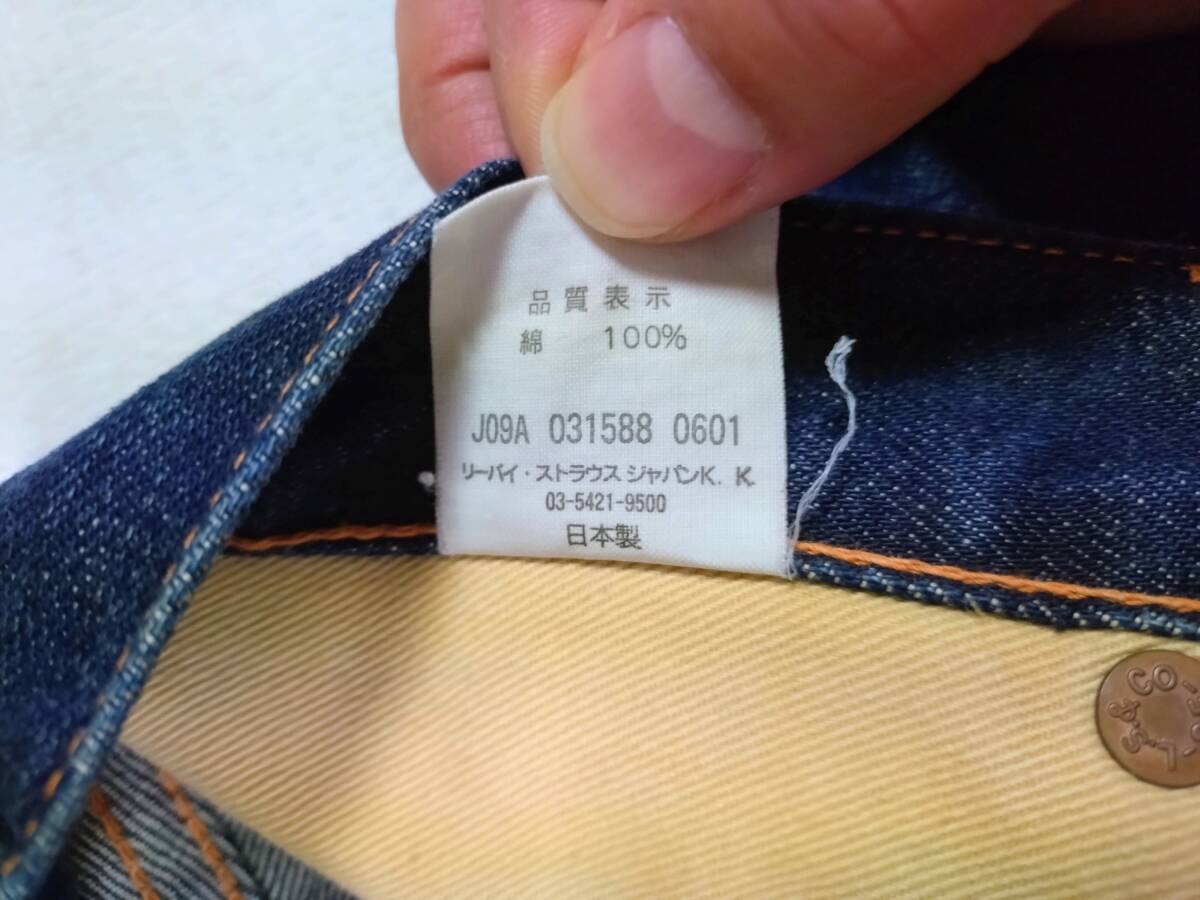 品質表示
綿 100%
J09A 031588 0601
リーバイ・ストラウス ジャパンK. K.
03-5421-9500
日本製
L.S.&CO.